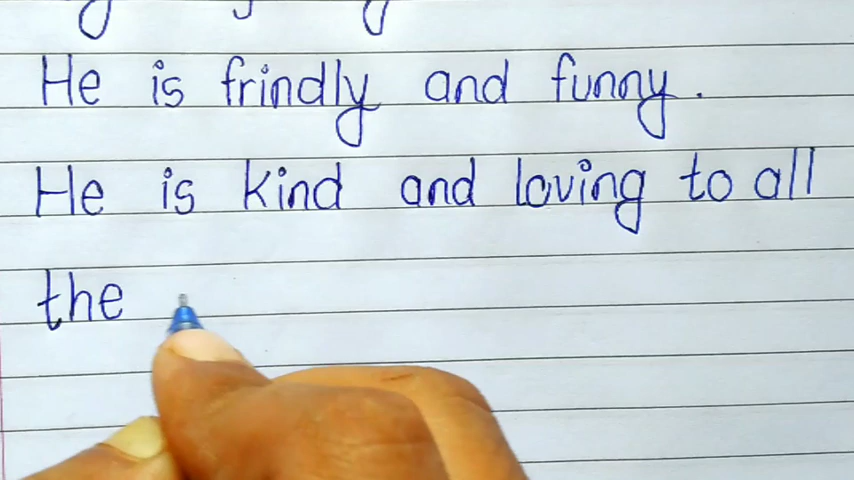 He is frindly and funny.
He is kind and loving to all
the